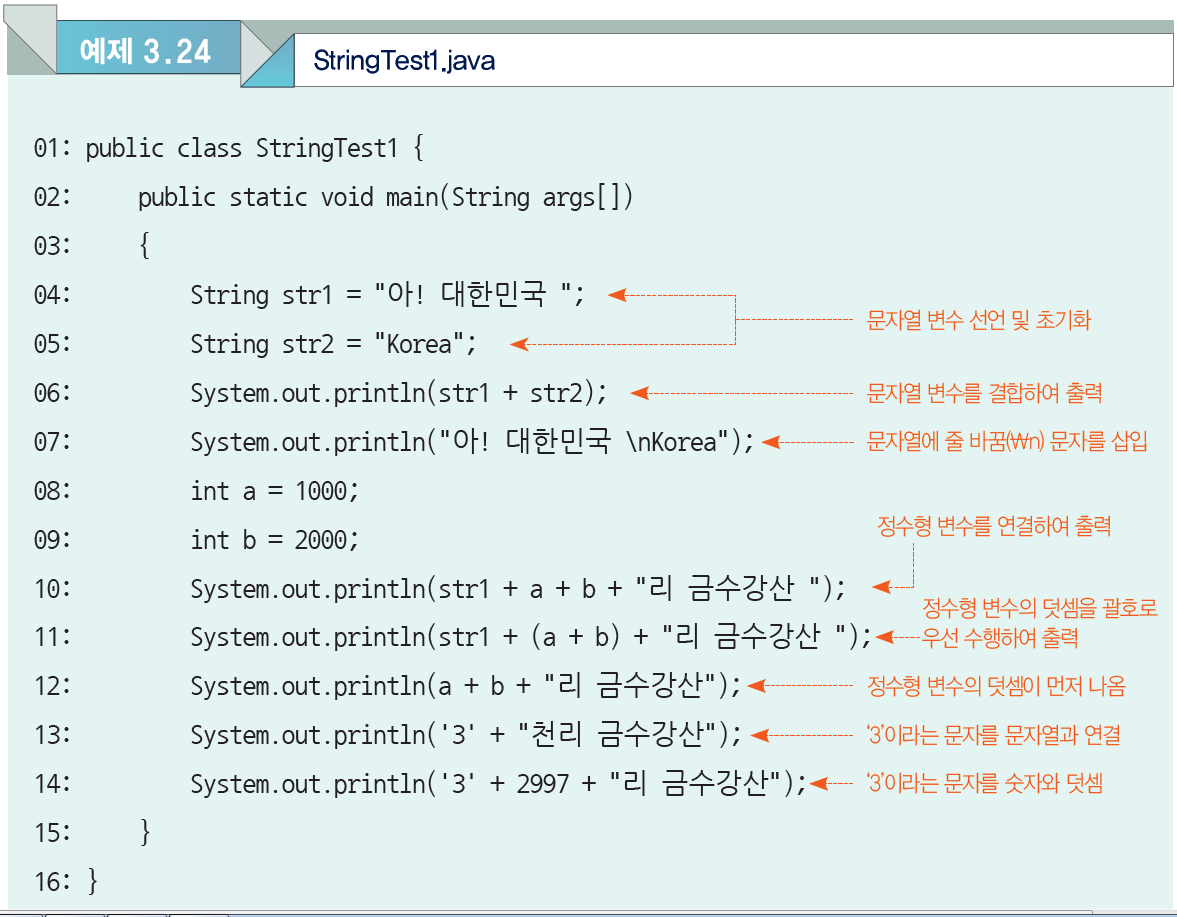 예제 3.24
StringTest1.java
01: public class StringTest1 {
02: public static void main(String args[])
03: {
04: String str1 = "아! 대한민국 ";
문자열 변수 선언 및 초기화
05: String str2 = "Korea";
06: System.out.println(str1 + str2); 문자열 변수를 결합하여 출력
07: System.out.println("아! 대한민국 \nKorea"); 문자열에 줄 바꿈(₩n) 문자를 삽입
08: int a = 1000;
09: int b = 2000;
정수형 변수를 연결하여 출력
10: System.out.println(str1 + a + b + "리 금수강산 ");
정수형 변수의 덧셈을 괄호로
11: System.out.println(str1 + (a + b) + "리 금수강산 "); 우선 수행하여 출력
12: System.out.println(a + b + "리 금수강산"); 정수형 변수의 덧셈이 먼저 나옴
13: System.out.println('3' + "천리 금수강산"); ‘3’이라는 문자를 문자열과 연결
14: System.out.println('3' + 2997 + "리 금수강산"); ‘3’이라는 문자를 숫자와 덧셈
15: }
16: }